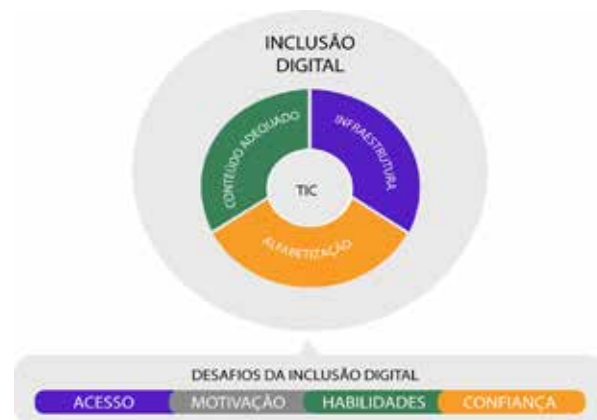 INCLUSÃO
DIGITAL
CONTEÚDO ADEQUADO
INFRAESTRUTURA
TIC
ALFABETIZAÇÃO
DESAFIOS DA INCLUSÃO DIGITAL
ACESSO MOTIVAÇÃO HABILIDADES CONFIANÇA